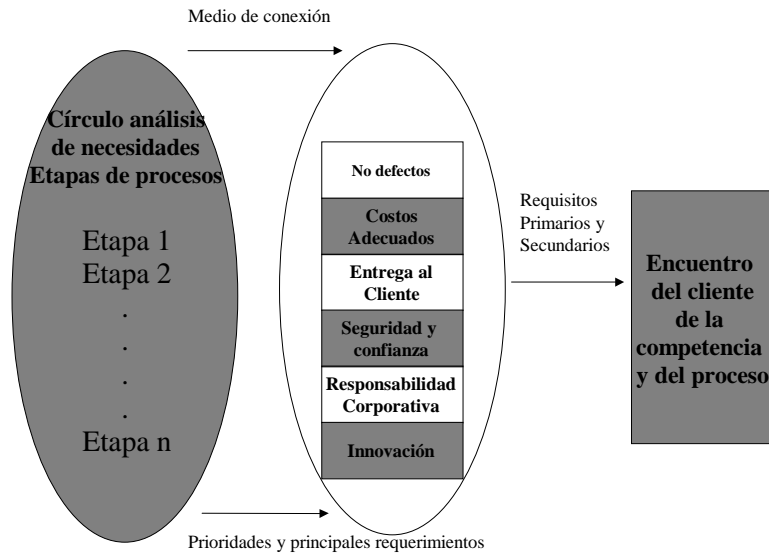 Medio de conexión
Círculo análisis
de necesidades
Etapas de procesos
Etapa 1
Etapa 2
.
.
.
.
Etapa n
No defectos
Costos
Adecuados
Entrega al
Cliente
Seguridad y
confianza
Responsabilidad
Corporativa
Innovación
Requisitos
Primarios y
Secundarios
Encuentro
del cliente
de la
competencia
y del proceso
Prioridades y principales requerimientos